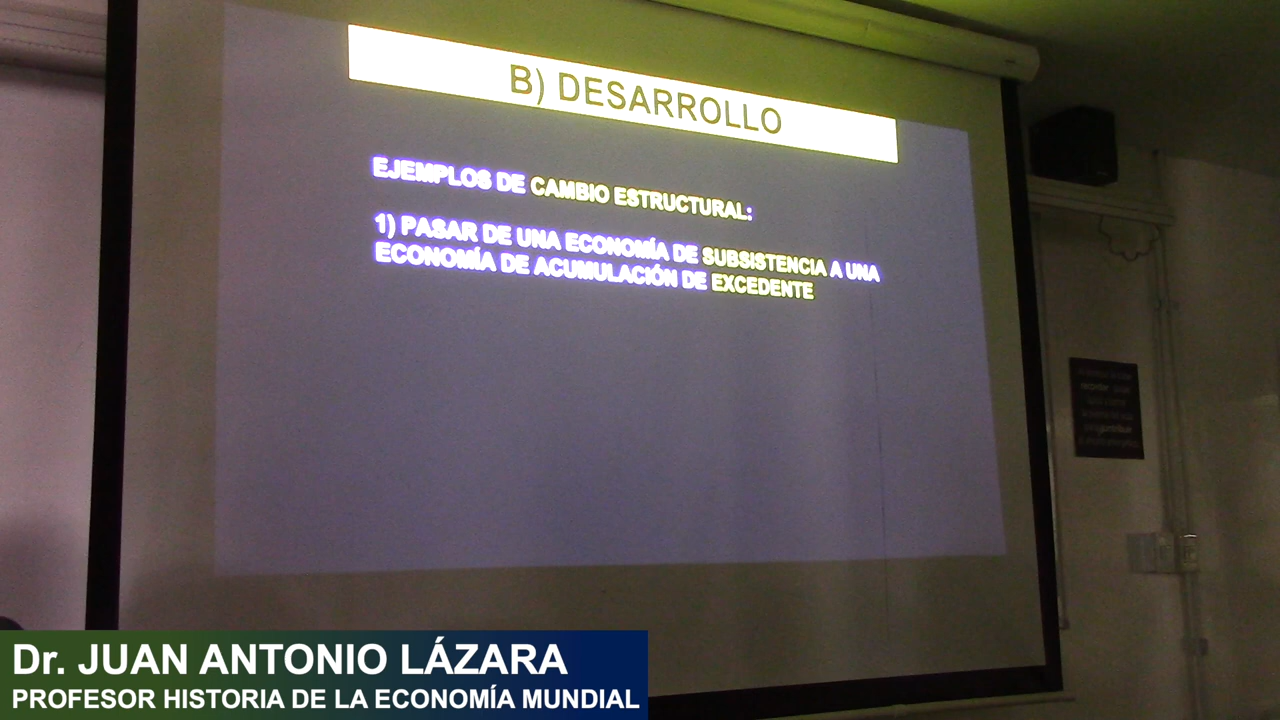 B) DESARROLLO
EJEMPLOS DE CAMBIO ESTRUCTURAL:
1) PASAR DE UNA ECONOMÍA DE SUBSISTENCIA A UNA
ECONOMÍA DE ACUMULACIÓN DE EXCEDENTE
Dr. JUAN ANTONIO LÁZARA
PROFESOR HISTORIA DE LA ECONOMÍA MUNDIAL